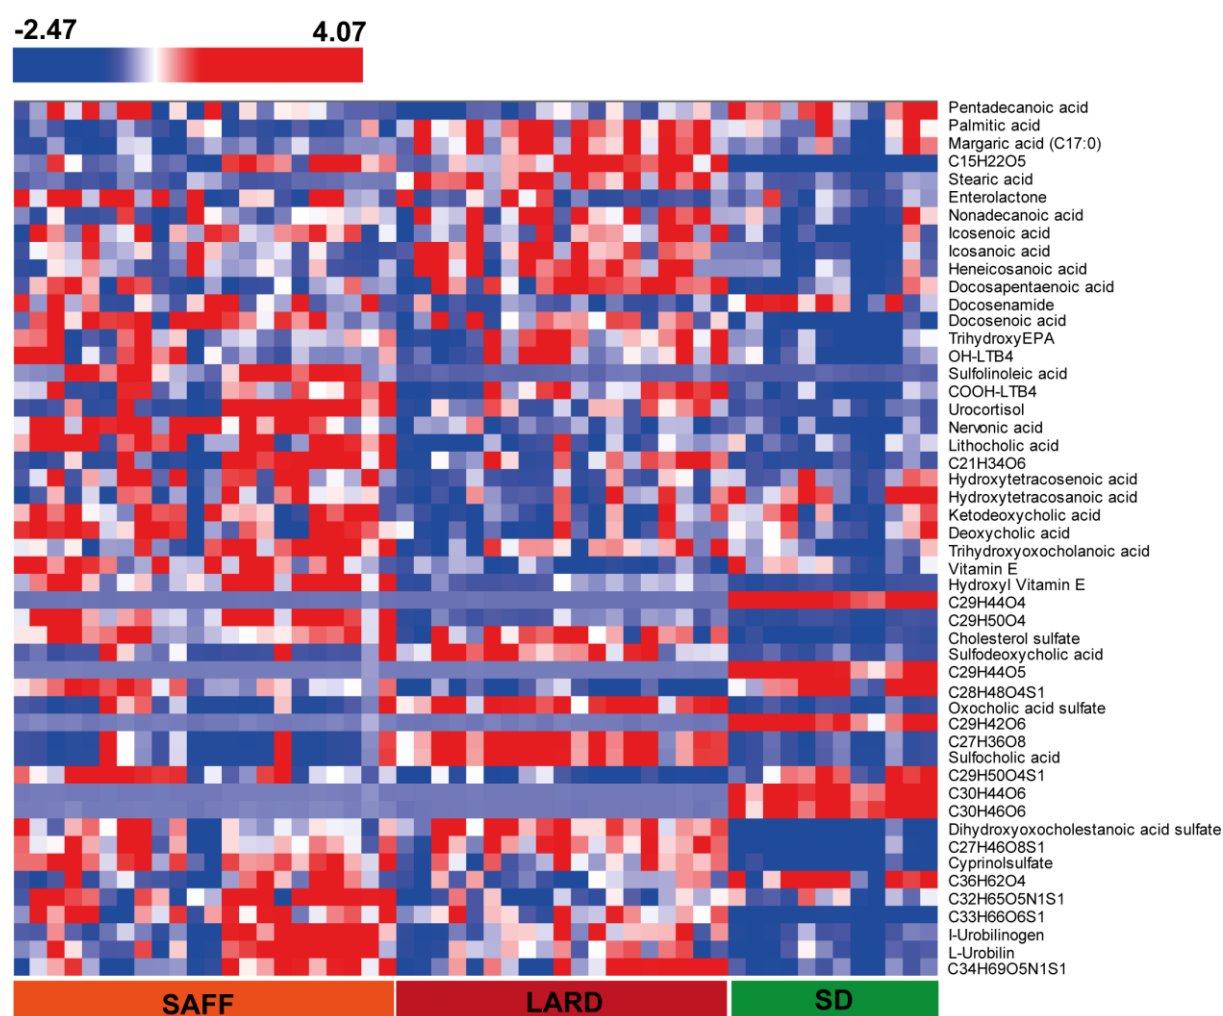 -2.47 4.07
Pentadecanoic acid
Palmitic acid
Margaric acid (C17:0)
C15H22O5
Stearic acid
Enterolactone
Nonadecanoic acid
Icosenoic acid
Icosanoic acid
Heneicosanoic acid
Docosapentaenoic acid
Docosenamide
Docosenoic acid
TrihydroxyEPA
OH-LTB4
Sulfolinoleic acid
COOH-LTB4
Urocortisol
Nervonic acid
Lithocholic acid
C21H34O6
Hydroxytetracosenoic acid
Hydroxytetracosanoic acid
Ketodeoxycholic acid
Deoxycholic acid
Trihydroxyoxocholanoic acid
Vitamin E
Hydroxyl Vitamin E
C29H44O4
C29H50O4
Cholesterol sulfate
Sulfodeoxycholic acid
C29H44O5
C28H48O4S1
Oxocholic acid sulfate
C29H42O6
C27H36O8
Sulfocholic acid
C29H50O4S1
C30H44O6
C30H46O6
Dihydroxyoxocholestanoic acid sulfate
C27H46O8S1
Cyprinolsulfate
C36H62O4
C32H65O5N1S1
C33H66O6S1
I-Urobilinogen
L-Urobilin
C34H69O5N1S1
SAFF LARD SD